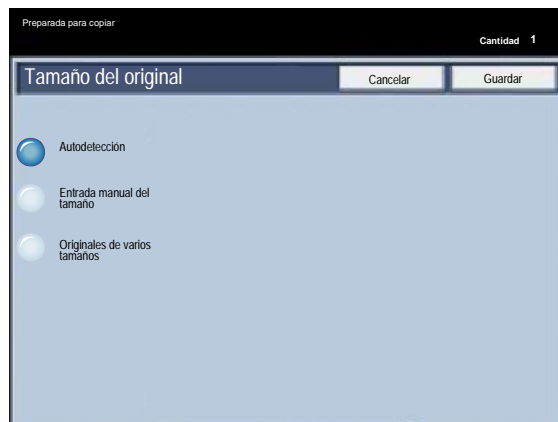 Preparada para copiar
Cantidad 1
Tamaño del original
Cancelar
Guardar
Autodetección
Entrada manual del
tamaño
Originales de varios
tamaños